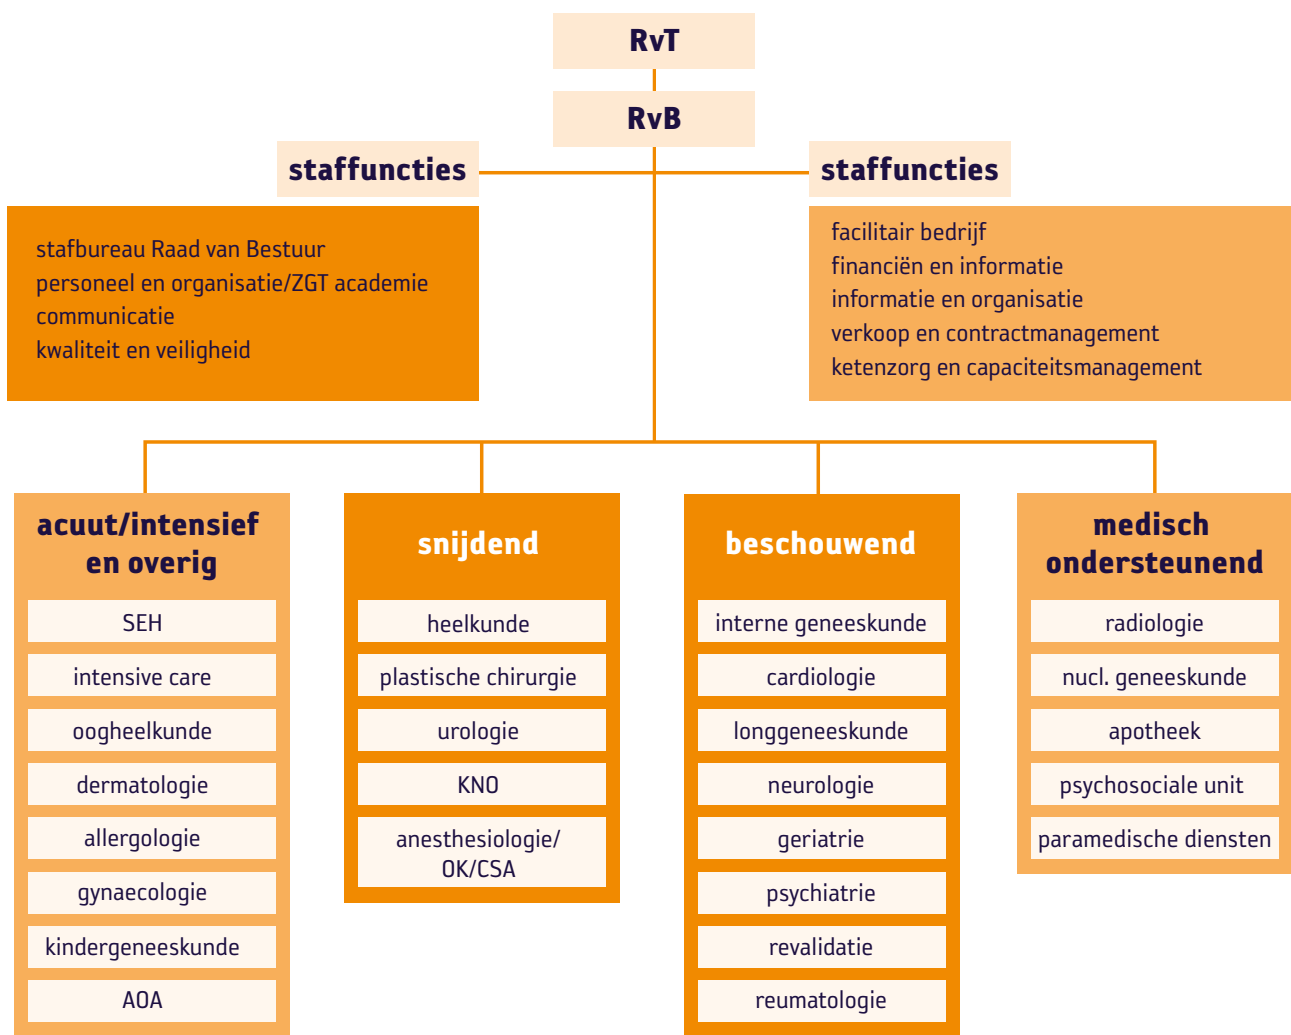 RvT
RvB
staffuncties
staffuncties
stafbureau Raad van Bestuur
personeel en organisatie/ZGT academie
communicatie
kwaliteit en veiligheid
facilitair bedrijf
financiën en informatie
informatie en organisatie
verkoop en contractmanagement
ketenzorg en capaciteitsmanagement
acuut/intensief
en overig
SEH
intensive care
oogheelkunde
dermatologie
allergologie
gynaecologie
kindergeneeskunde
AOA
snijdend
heelkunde
plastische chirurgie
urologie
KNO
anesthesiologie/
OK/CSA
beschouwend
interne geneeskunde
cardiologie
longgeneeskunde
neurologie
geriatrie
psychiatrie
revalidatie
reumatologie
medisch
ondersteunend
radiologie
nucl. geneeskunde
apotheek
psychosociale unit
paramedische diensten